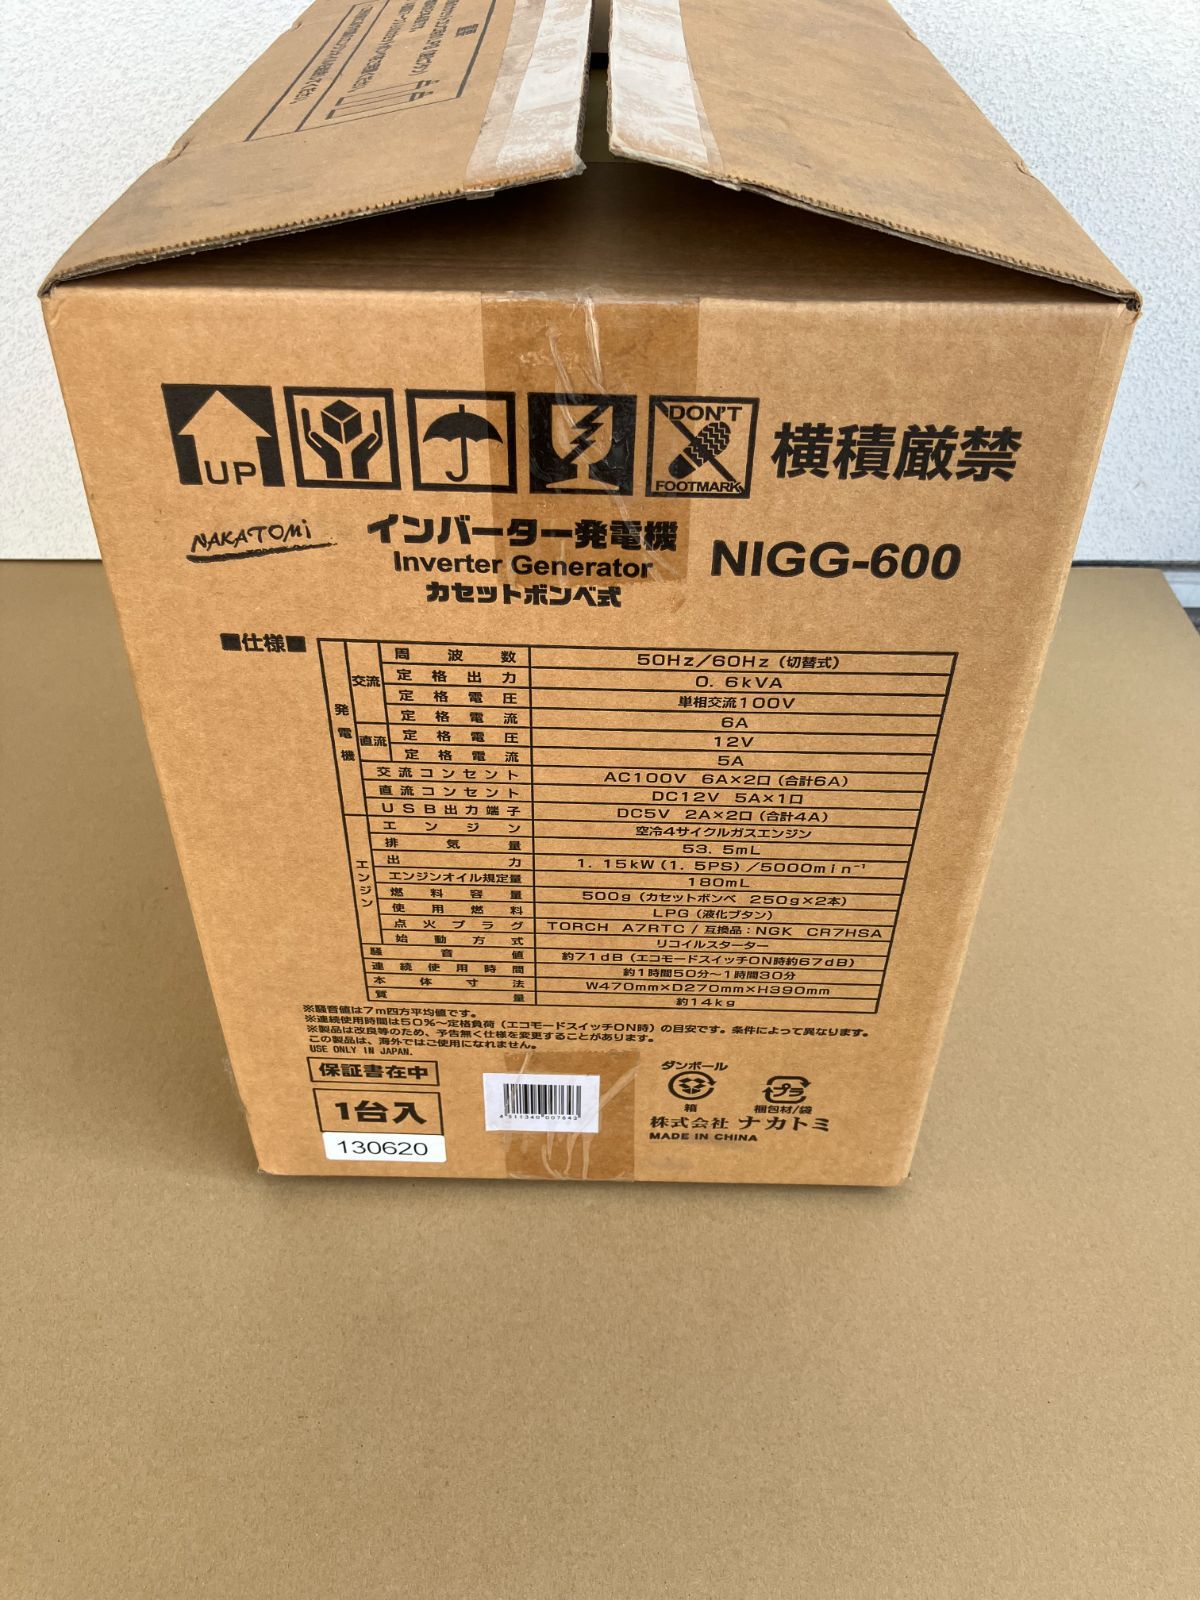 UP
DON'T
FOOTMARK
横積厳禁
NAKATOMi
インバーター発電機
Inverter Generator
カセットボンベ式
NIGG-600
■仕様■
発電機
交流
周波数 50Hz/60Hz(切替式)
定格出力 0.6kVA
定格電圧 単相交流100V
定格電流 6A
直流
定格電圧 12V
定格電流 5A
交流コンセント AC100V 6A×2口(合計6A)
直流コンセント DC12V 5A×1口
USB出力端子 DC5V 2A×2口(合計4A)
エンジン
エンジン 空冷4サイクルガスエンジン
排気量 53.5mL
出力 1.15kW(1.5PS)/5000min⁻¹
エンジンオイル規定量 180mL
燃料容量 500g(カセットボンベ 250g×2本)
使用燃料 LPG(液化ブタン)
点火プラグ TORCH A7RTC/互換品:NGK CR7HSA
始動方式 リコイルスターター
騒音値 約71dB(エコモードスイッチON時約67dB)
連続使用時間 約1時間50分~1時間30分
本体寸法 W470mm×D270mm×H390mm
質量 約14kg
※騒音値は7m四方平均値です。
※連続使用時間は50%~定格負荷(エコモードスイッチON時)の目安です。条件によって異なります。
※製品は改良等のため、予告無く仕様を変更することがあります。
この製品は、海外ではご使用になれません。
USE ONLY IN JAPAN.
保証書在中
1台入
130620
4 511340 007643
ダンボール
箱
プラ
梱包材/袋
株式会社 ナカトミ
MADE IN CHINA